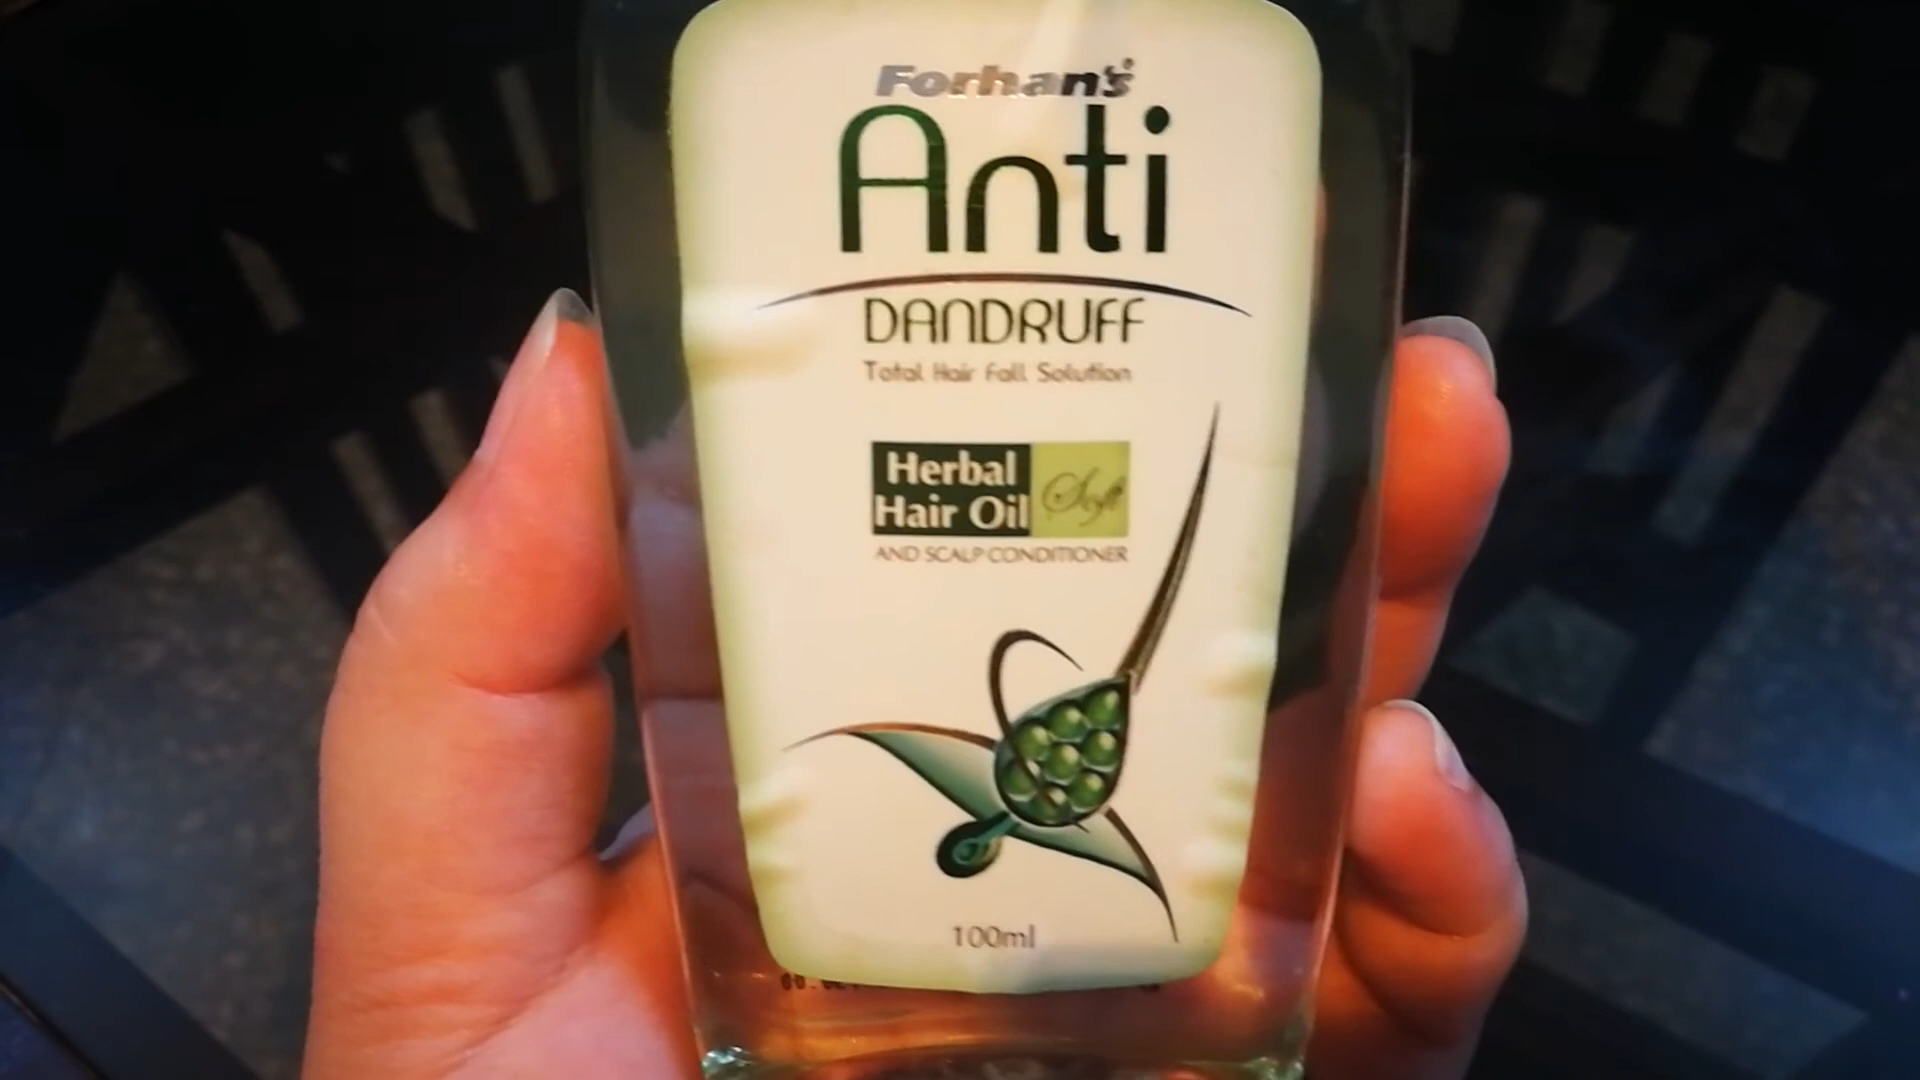 Forhan's
Anti
DANDRUFF
Total Hair Fall Solution
Herbal
Hair Oil
Soft
AND SCALP CONDITIONER
100ml